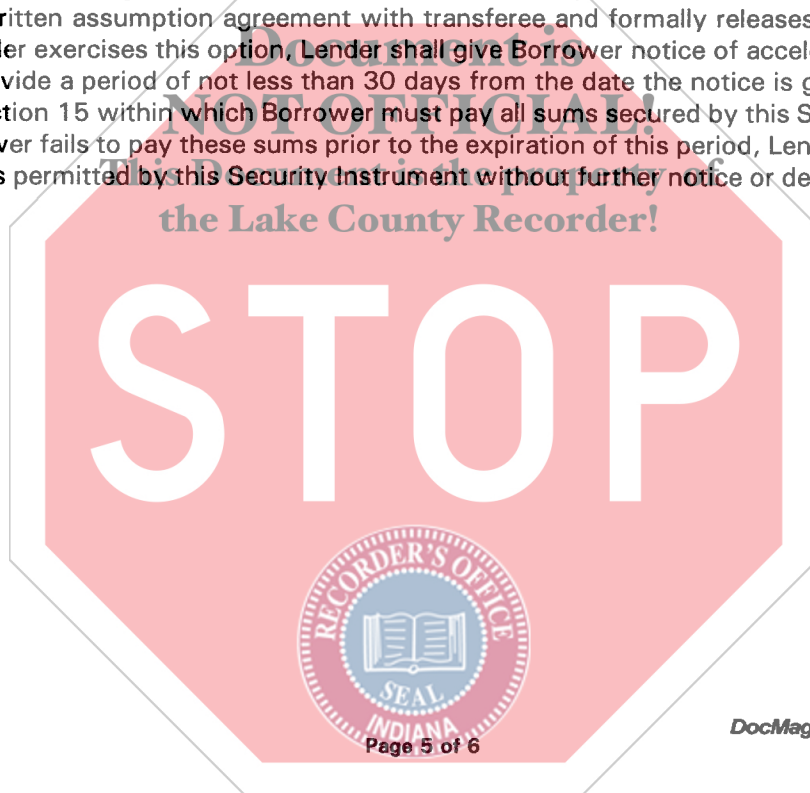 ritten assumption agreement with transferee and formally releases
er exercises this option, Lender shall give Borrower notice of accel
vide a period of not less than 30 days from the date the notice is g
tion 15 within which Borrower must pay all sums secured by this S
ver fails to pay these sums prior to the expiration of this period, Len
s permitted by this Security Instrument without further notice or de
Document is
NOT OFFICIAL!
This Document is the property of
the Lake County Recorder!
STOP
RECORDER'S OFFICE
SEAL
INDIANA
Page 5 of 6
DocMag